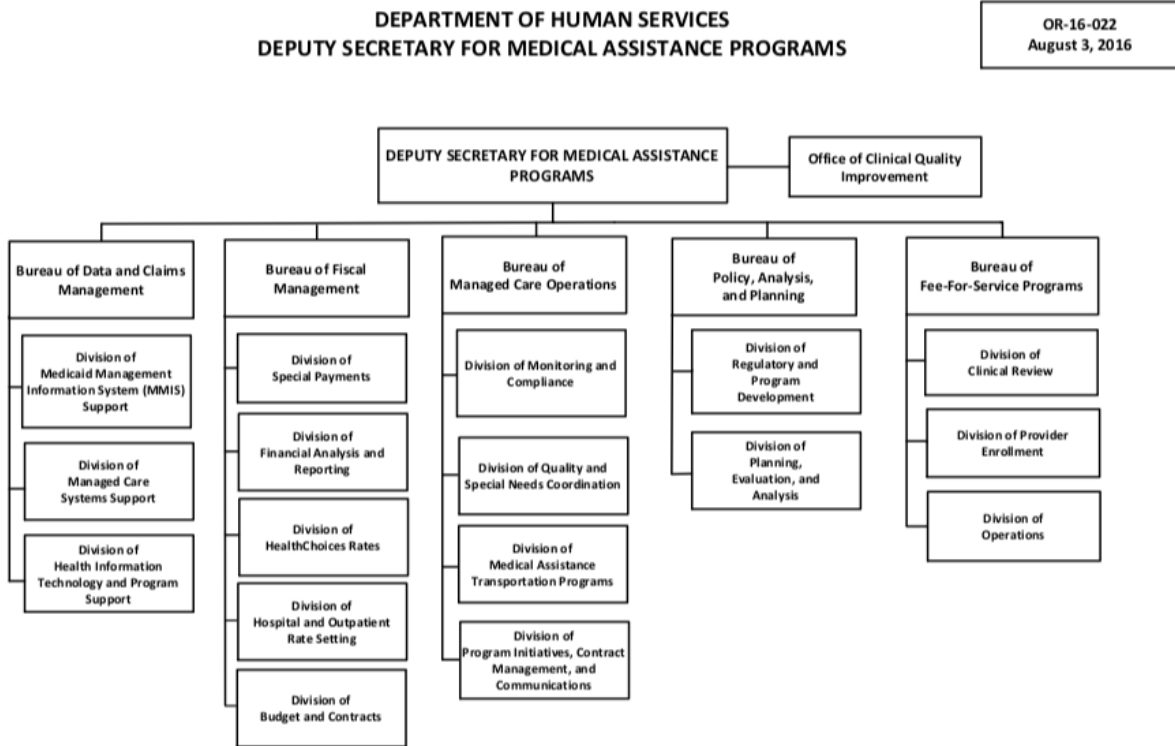 DEPARTMENT OF HUMAN SERVICES
DEPUTY SECRETARY FOR MEDICAL ASSISTANCE PROGRAMS
OR-16-022
August 3, 2016
DEPUTY SECRETARY FOR MEDICAL ASSISTANCE
PROGRAMS
Office of Clinical Quality
Improvement
Bureau of Data and Claims
Management
Division of
Medicaid Management
Information System (MMIS)
Support
Division of
Managed Care
Systems Support
Division of
Health Information
Technology and Program
Support
Bureau of Fiscal
Management
Division of
Special Payments
Division of
Financial Analysis and
Reporting
Division of
HealthChoices Rates
Division of
Hospital and Outpatient
Rate Setting
Division of
Budget and Contracts
Bureau of
Managed Care Operations
Division of Monitoring and
Compliance
Division of Quality and
Special Needs Coordination
Division of
Medical Assistance
Transportation Programs
Division of
Program Initiatives, Contract
Management, and
Communications
Bureau of
Policy, Analysis,
and Planning
Division of
Regulatory and
Program
Development
Division of
Planning,
Evaluation, and
Analysis
Bureau of
Fee-For-Service Programs
Division of
Clinical Review
Division of Provider
Enrollment
Division of
Operations